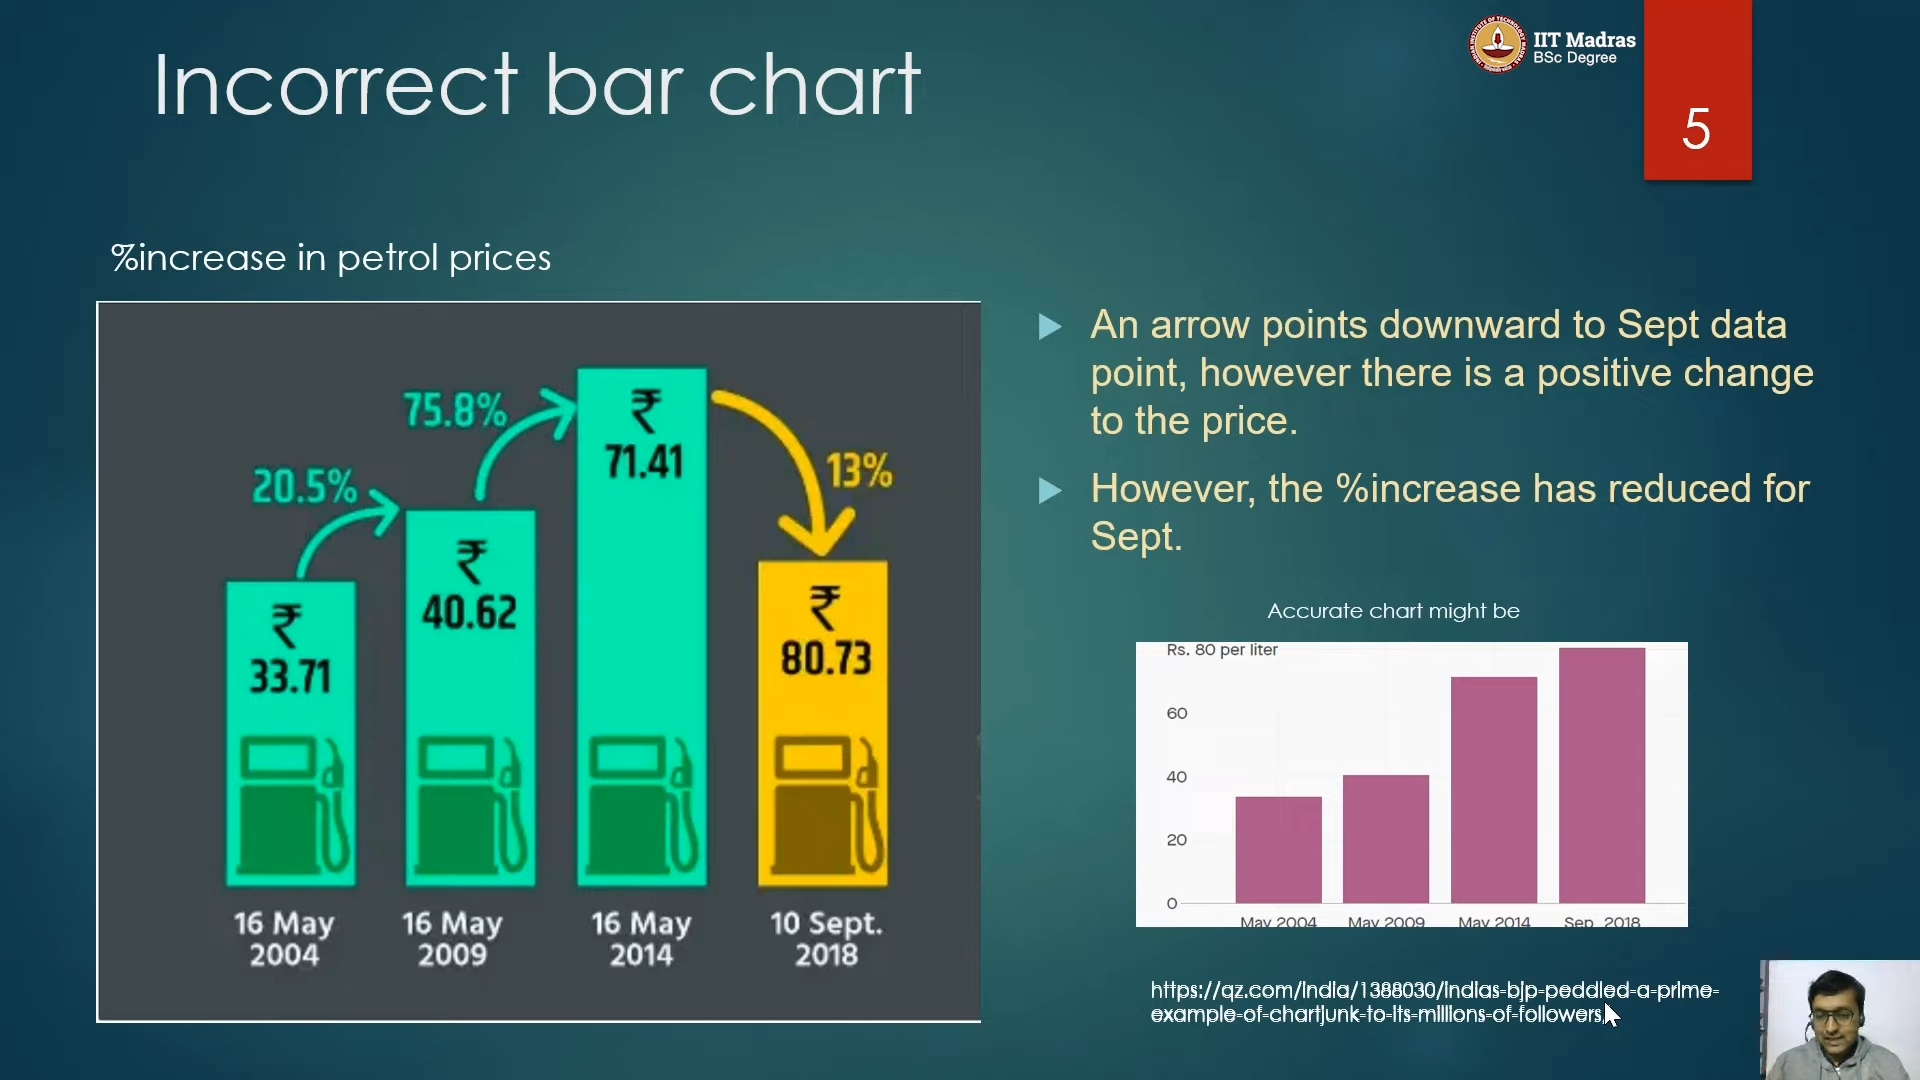 Incorrect bar chart
IIT Madras
BSc Degree
5
%increase in petrol prices
20.5%
75.8%
13%
₹
33.71
₹
40.62
₹
71.41
₹
80.73
16 May
2004
16 May
2009
16 May
2014
10 Sept.
2018
An arrow points downward to Sept data
point, however there is a positive change
to the price.
However, the %increase has reduced for
Sept.
Accurate chart might be
Rs. 80 per liter
60
40
20
0
May 2004
May 2009
May 2014
Sep. 2018
https://qz.com/india/1388030/indias-bjp-peddled-a-prime-
example-of-chartjunk-to-its-millions-of-followers/